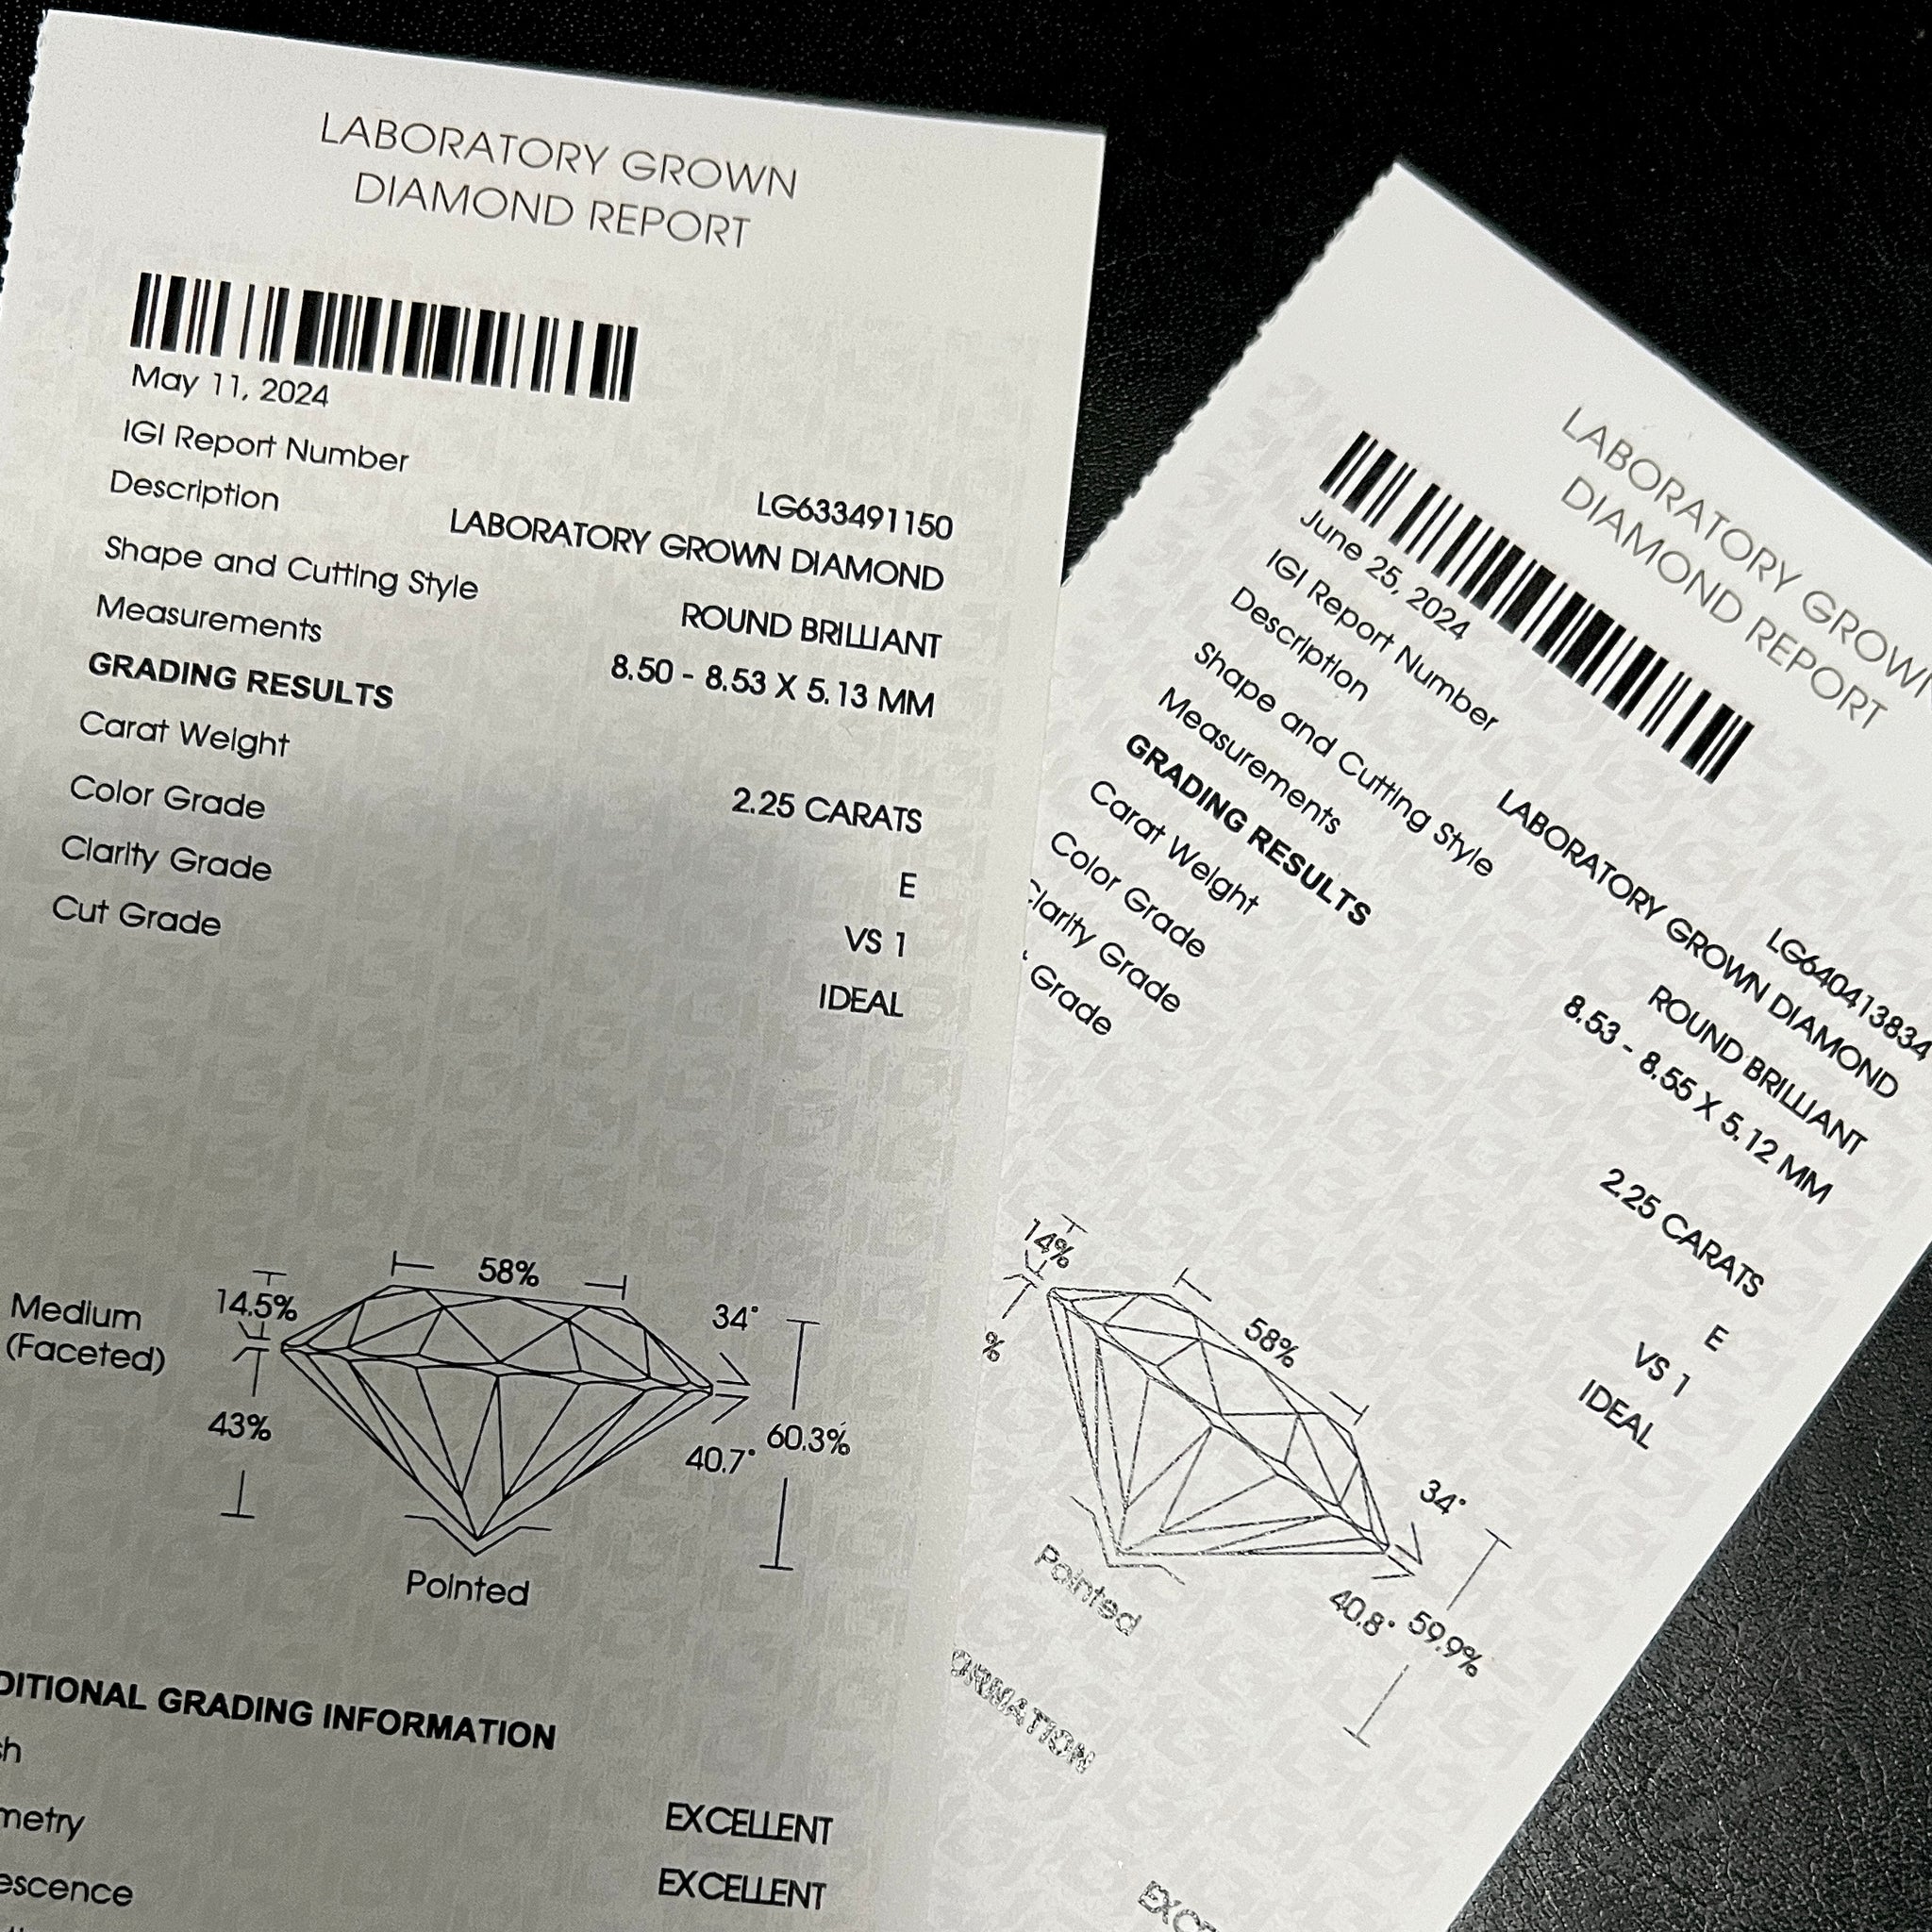 LABORATORY GROWN
DIAMOND REPORT
May 11, 2024
IGI Report Number
LG633491150
Description
LABORATORY GROWN DIAMOND
Shape and Cutting Style
ROUND BRILLIANT
Measurements
8.50 - 8.53 X 5.13 MM
GRADING RESULTS
Carat Weight
2.25 CARATS
Color Grade
E
Clarity Grade
VS 1
Cut Grade
IDEAL
58%
14.5%
34°
Medium
(Faceted)
43%
40.7°
60.3%
Pointed
DITIONAL GRADING INFORMATION
sh
EXCELLENT
metry
EXCELLENT
escence
LABORATORY GROWN
DIAMOND REPORT
June 25, 2024
IGI Report Number
LG640413834
Description
LABORATORY GROWN DIAMOND
Shape and Cutting Style
ROUND BRILLIANT
Measurements
8.53 - 8.55 X 5.12 MM
GRADING RESULTS
Carat Weight
2.25 CARATS
Color Grade
E
Clarity Grade
VS 1
Grade
IDEAL
14%
58%
%
34°
40.8°
59.9%
Pointed
ORMATION
EXC